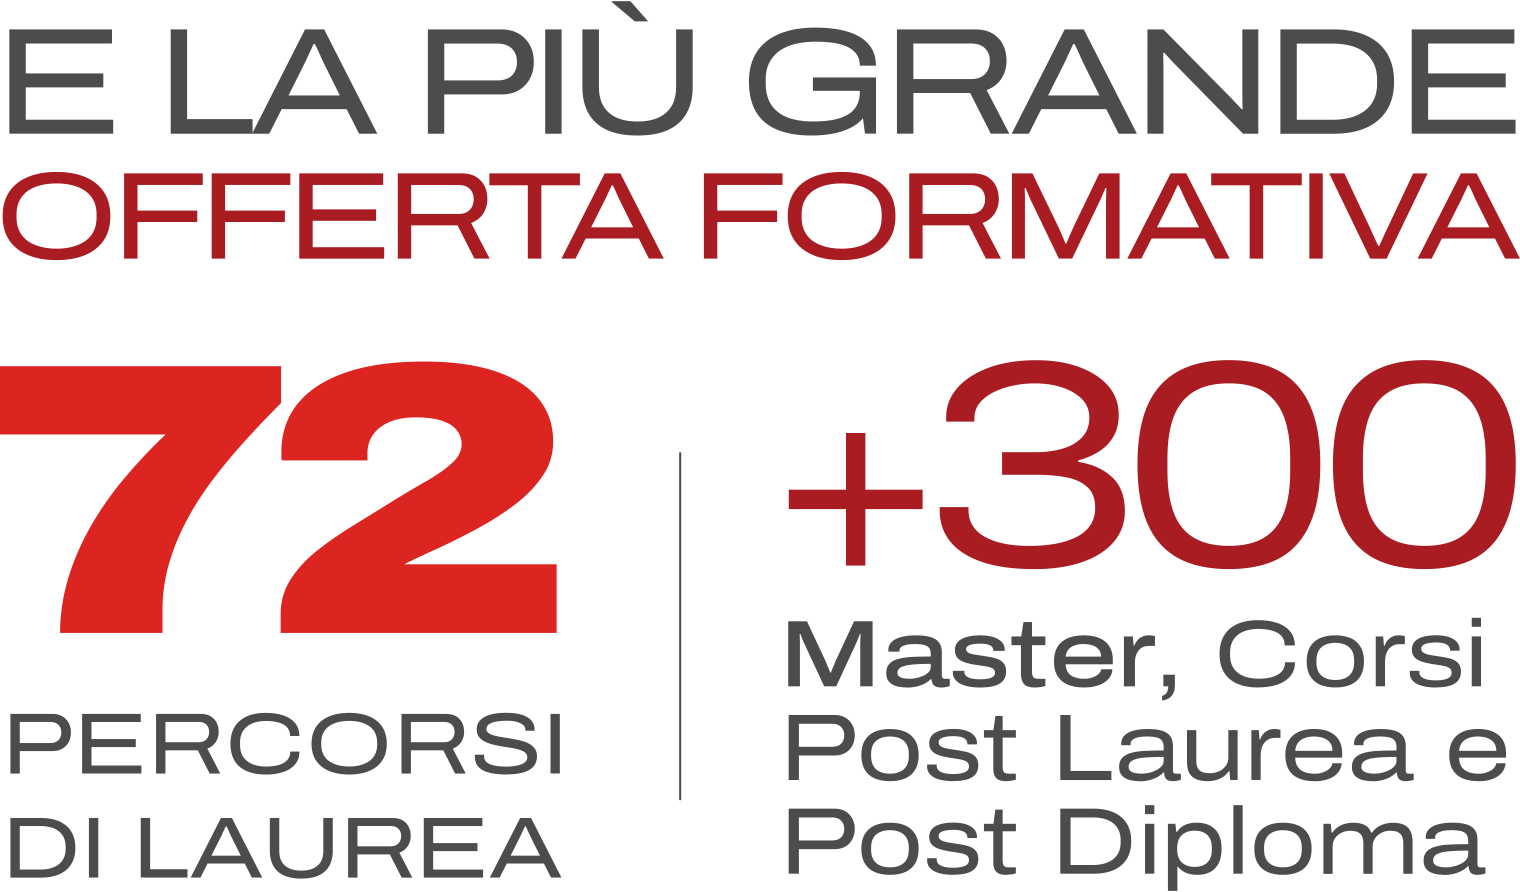 E LA PIÙ GRANDE
OFFERTA FORMATIVA
72
PERCORSI
DI LAUREA
+300
Master, Corsi
Post Laurea e
Post Diploma